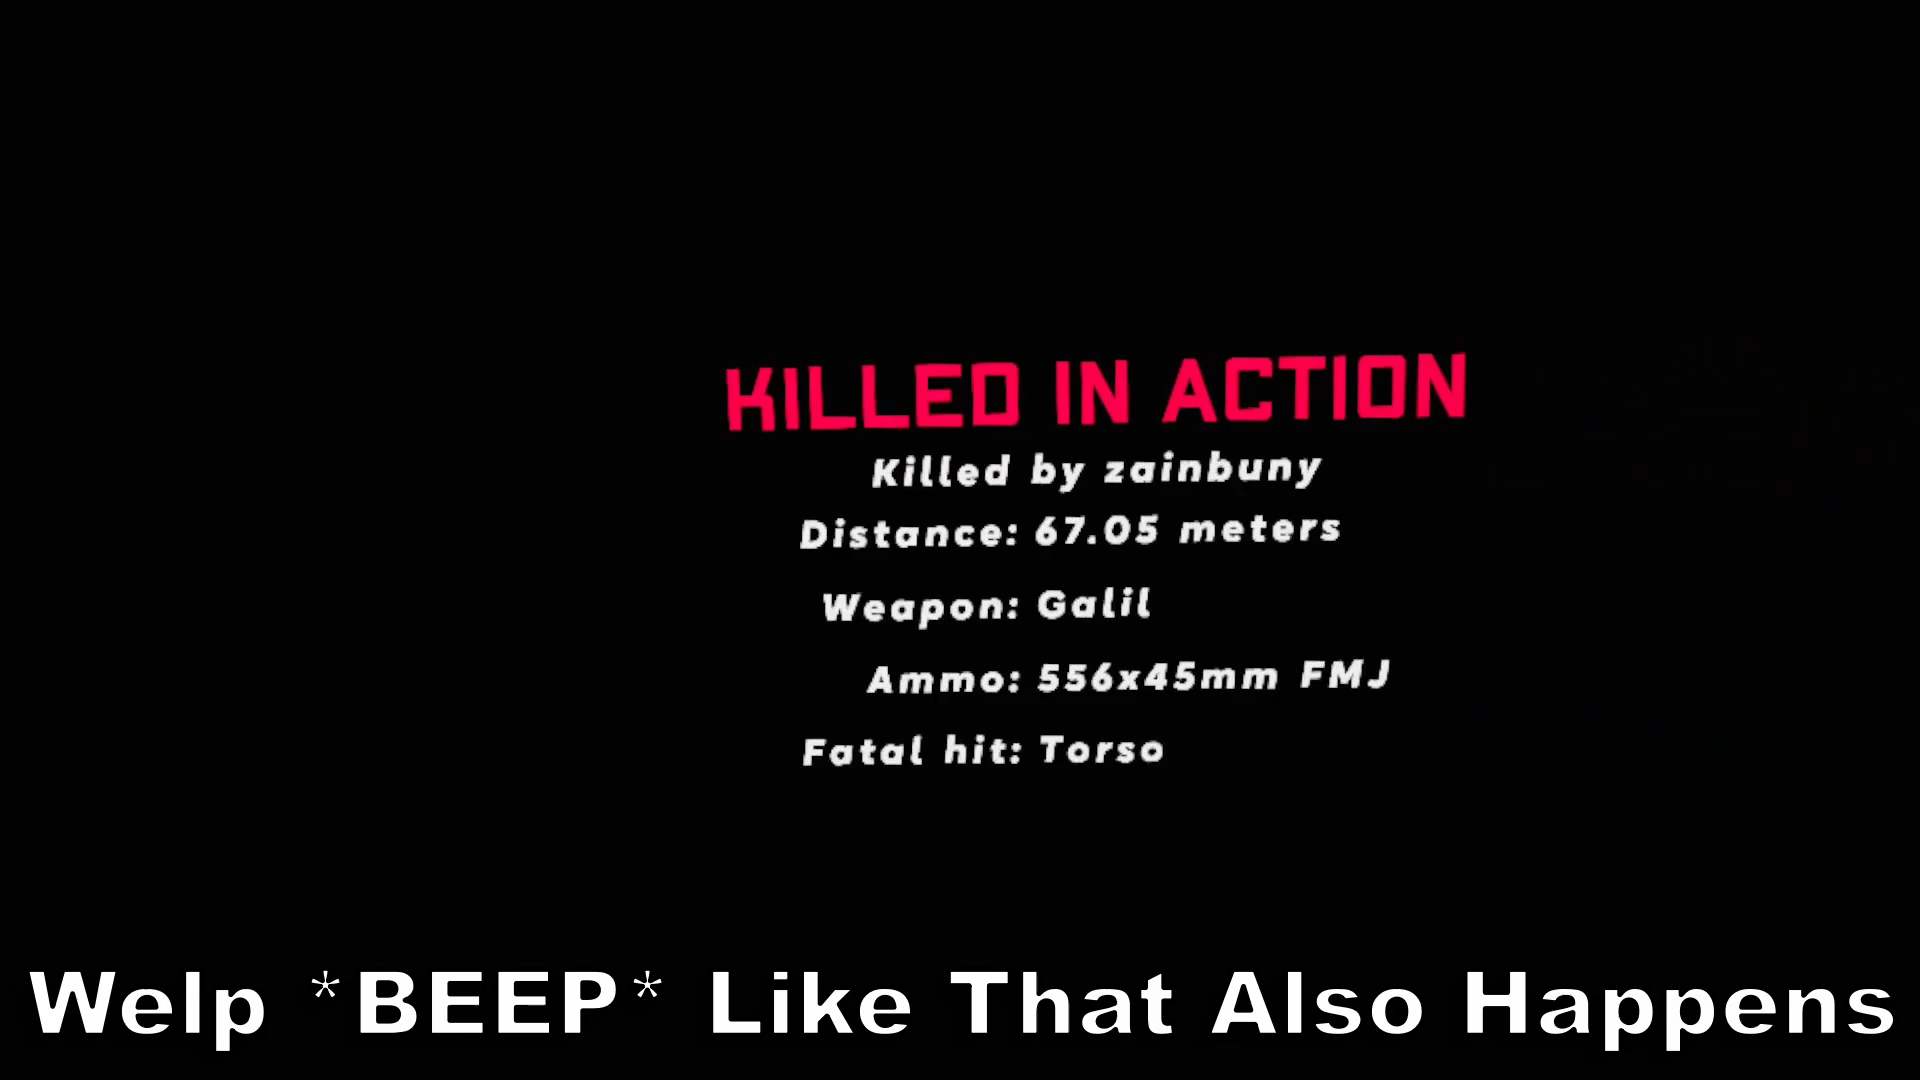 KILLED IN ACTION
Killed by zainbuny
Distance: 67.05 meters
Weapon: Galil
Ammo: 556x45mm FMJ
Fatal hit: Torso
Welp *BEEP* Like That Also Happens